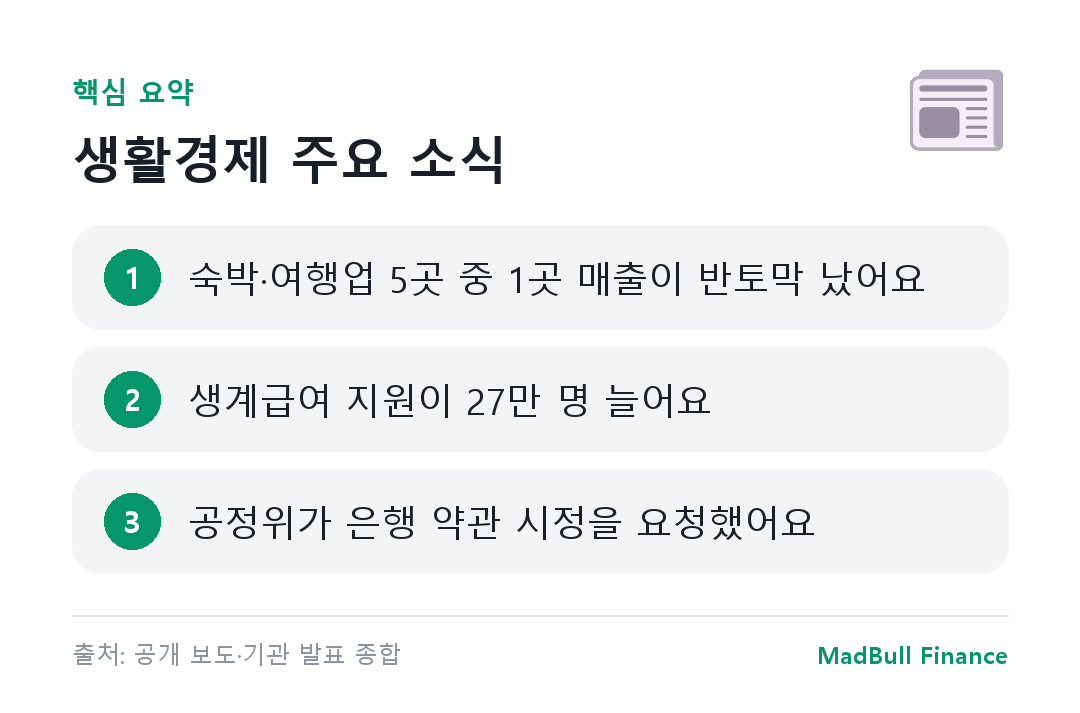 핵심 요약
생활경제 주요 소식
1 숙박·여행업 5곳 중 1곳 매출이 반토막 났어요
2 생계급여 지원이 27만 명 늘어요
3 공정위가 은행 약관 시정을 요청했어요
출처: 공개 보도·기관 발표 종합
MadBull Finance